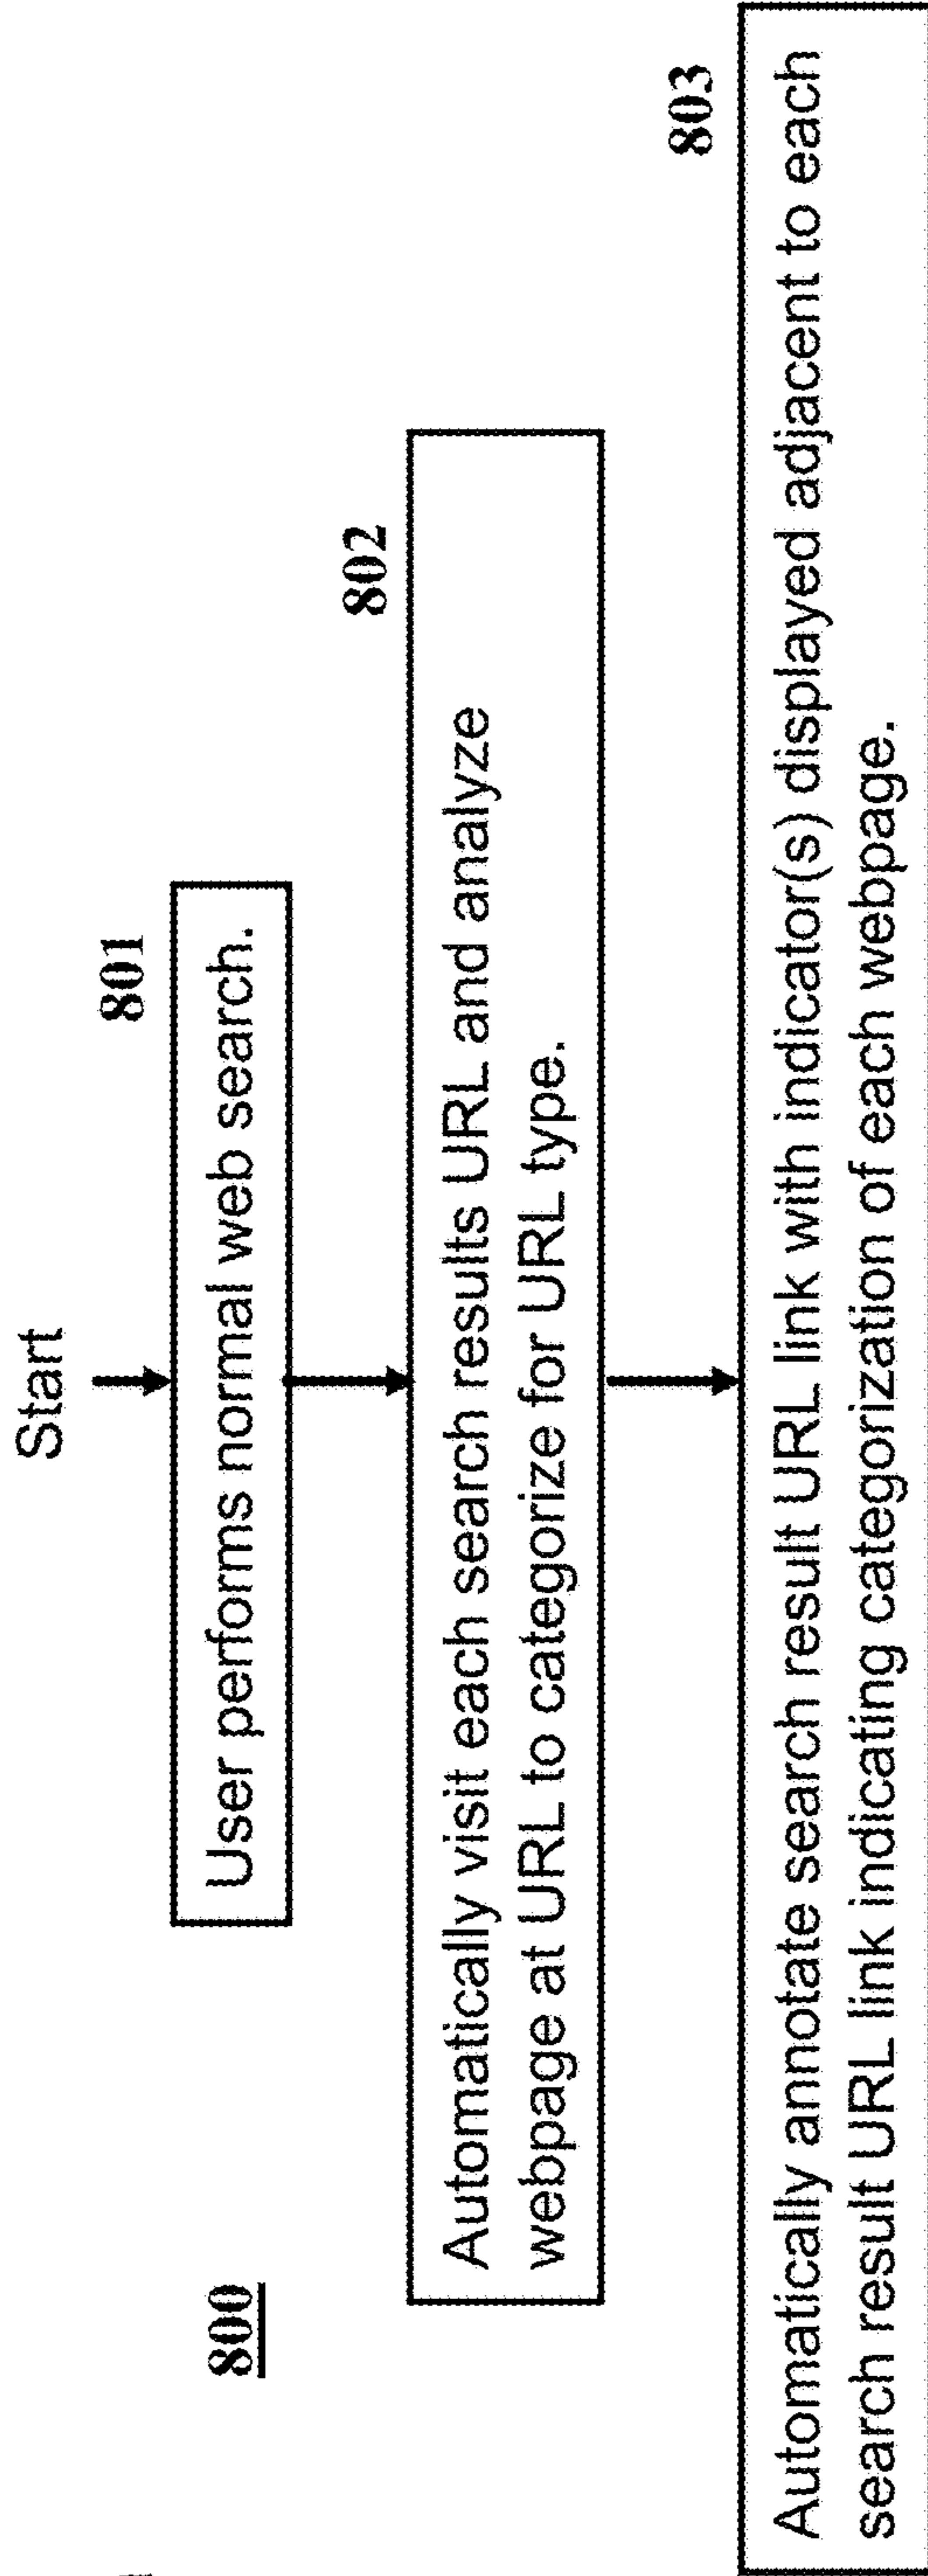 Start
800
801
User performs normal web search.
802
Automatically visit each search results URL and analyze
webpage at URL to categorize for URL type.
803
Automatically annotate search result URL link with indicator(s) displayed adjacent to each
search result URL link indicating categorization of each webpage.